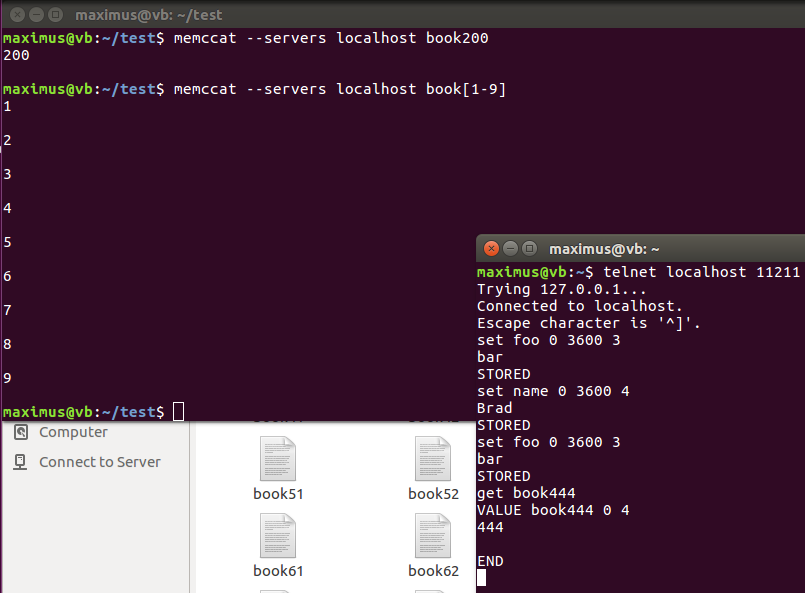 maximus@vb: ~/test
maximus@vb:~/test$ memccat --servers localhost book200
200
maximus@vb:~/test$ memccat --servers localhost book[1-9]
1
2
3
4
5
6
7
8
9
maximus@vb:~/test$
maximus@vb: ~
maximus@vb:~$ telnet localhost 11211
Trying 127.0.0.1...
Connected to localhost.
Escape character is '^]'.
set foo 0 3600 3
bar
STORED
set name 0 3600 4
Brad
STORED
set foo 0 3600 3
bar
STORED
get book444
VALUE book444 0 4
444
END
Computer
Connect to Server
book51
book52
book61
book62